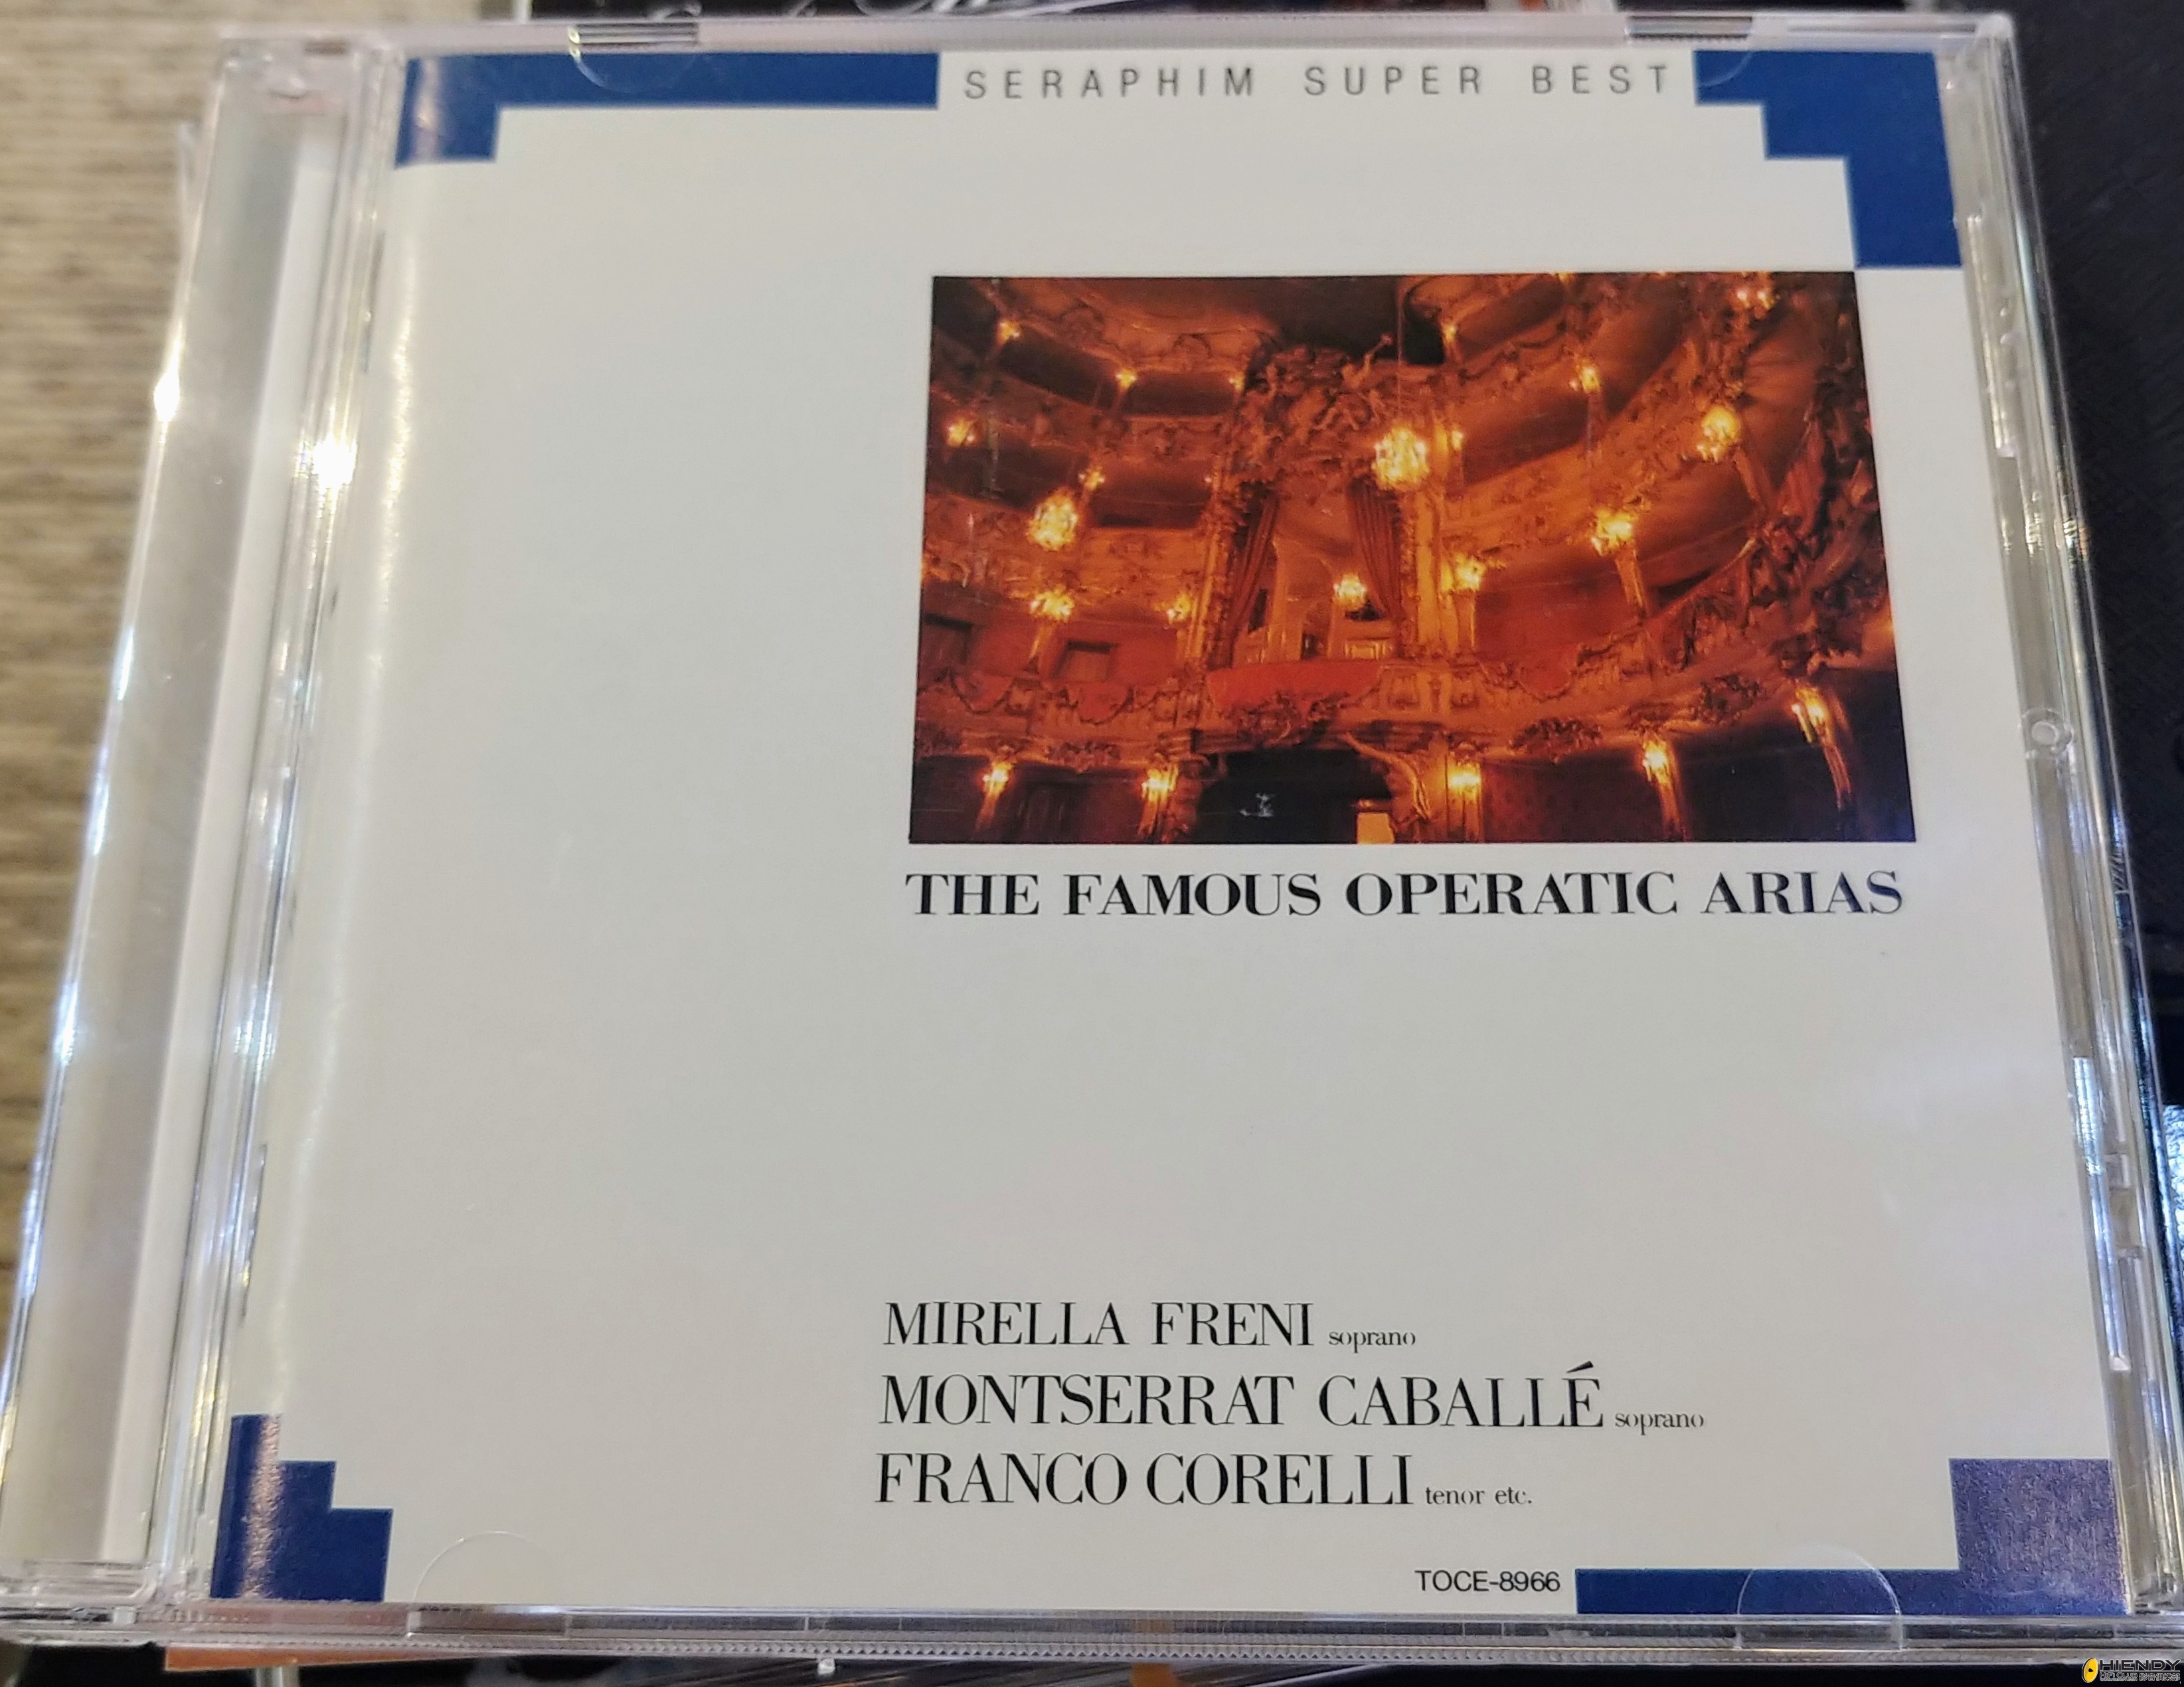 SERAPHIM SUPER BEST
THE FAMOUS OPERATIC ARIAS
MIRELLA FRENI soprano
MONTSERRAT CABALLÉ soprano
FRANCO CORELLI tenor etc.
TOCE-8966
HIENDY